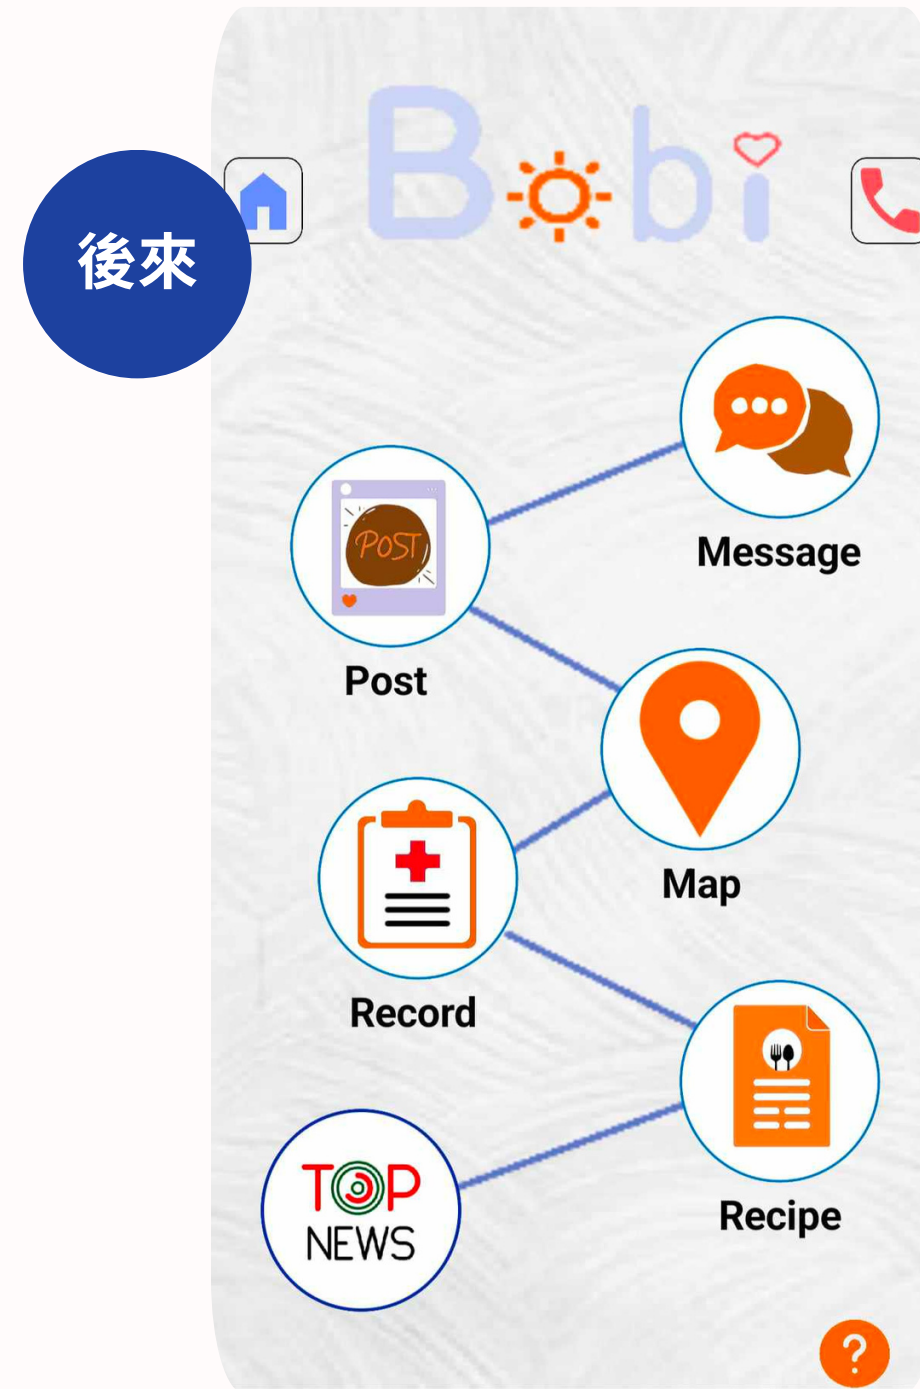 Bobi
後來
Message
POST
Post
Map
Record
Recipe
TOP
NEWS
?